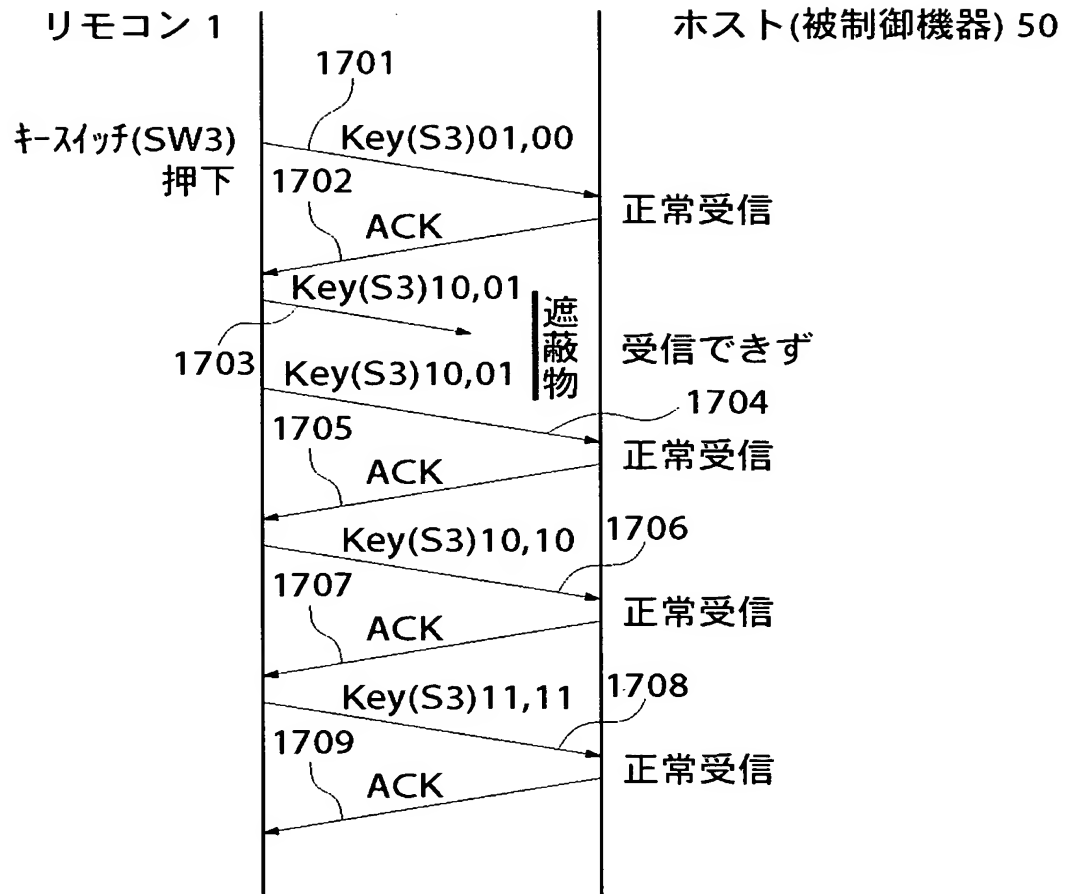 リモコン 1
ホスト(被制御機器) 50
1701
キースイッチ(SW3)
押下
Key(S3)01,00
1702
正常受信
ACK
Key(S3)10,01
遮蔽物
1703
受信できず
Key(S3)10,01
1704
1705
正常受信
ACK
Key(S3)10,10
1706
1707
正常受信
ACK
Key(S3)11,11
1708
1709
正常受信
ACK